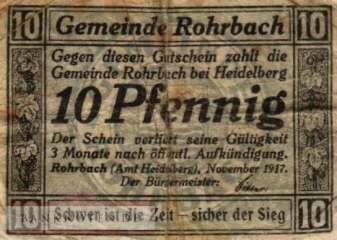 10 Gemeinde Rohrbach 10
Gegen diesen Gutschein zahlt die
Gemeinde Rohrbach bei Heidelberg
10 Pfennig
Der Schein verliert seine Gültigkeit
3 Monate nach öffentl. Aufkündigung.
Rohrbach (Amt Heidelberg), November 1917.
Der Bürgermeister:
10 Schwer ist die Zeit – sicher der Sieg 10